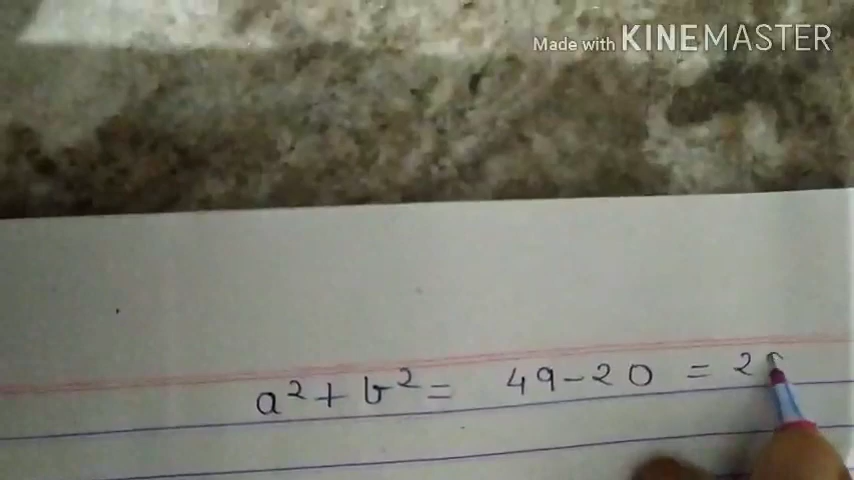 Made with KINEMASTER
a² + b² = 49 - 20 = 2